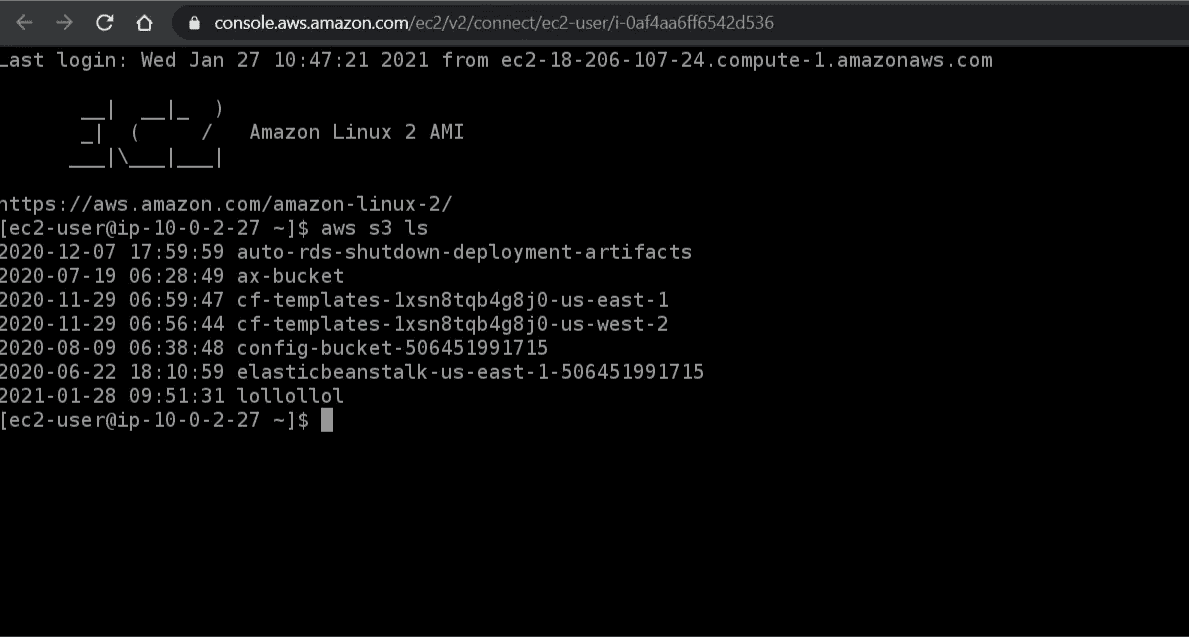 console.aws.amazon.com/ec2/v2/connect/ec2-user/i-0af4aa6ff6542d536
Last login: Wed Jan 27 10:47:21 2021 from ec2-18-206-107-24.compute-1.amazonaws.com
       __|  __|_  )
       _|  (     /   Amazon Linux 2 AMI
      ___|\___|___|
https://aws.amazon.com/amazon-linux-2/
[ec2-user@ip-10-0-2-27 ~]$ aws s3 ls
2020-12-07 17:59:59 auto-rds-shutdown-deployment-artifacts
2020-07-19 06:28:49 ax-bucket
2020-11-29 06:59:47 cf-templates-1xsn8tqb4g8j0-us-east-1
2020-11-29 06:56:44 cf-templates-1xsn8tqb4g8j0-us-west-2
2020-08-09 06:38:48 config-bucket-506451991715
2020-06-22 18:10:59 elasticbeanstalk-us-east-1-506451991715
2021-01-28 09:51:31 lollollol
[ec2-user@ip-10-0-2-27 ~]$